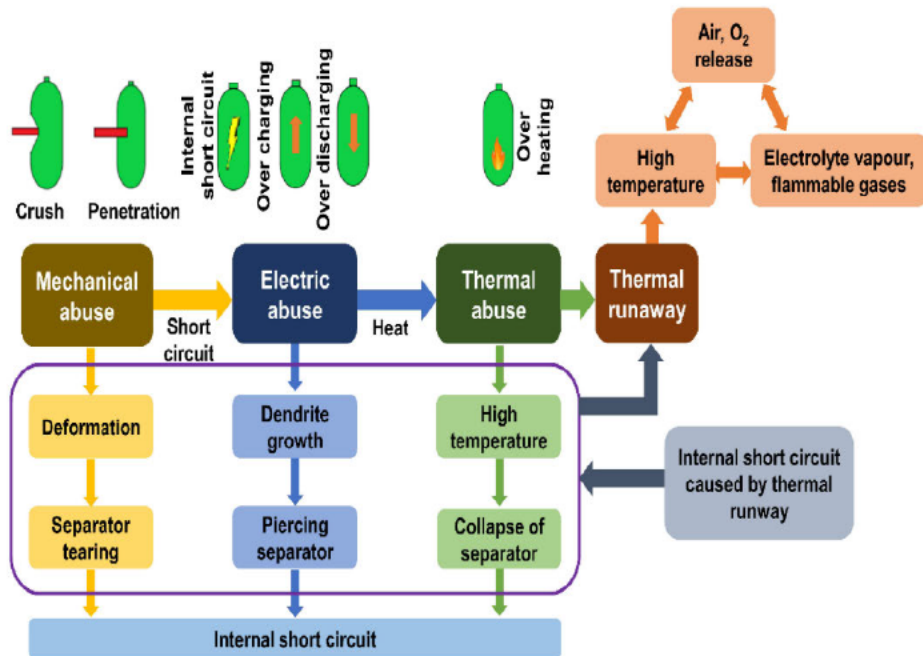 Air, O2
release
Internal
short circuit
Over charging
Over discharging
Over
heating
High
temperature
Electrolyte vapour,
flammable gases
Crush
Penetration
Mechanical
abuse
Short
circuit
Electric
abuse
Heat
Thermal
abuse
Thermal
runaway
Deformation
Dendrite
growth
High
temperature
Internal short circuit
caused by thermal
runway
Separator
tearing
Piercing
separator
Collapse of
separator
Internal short circuit